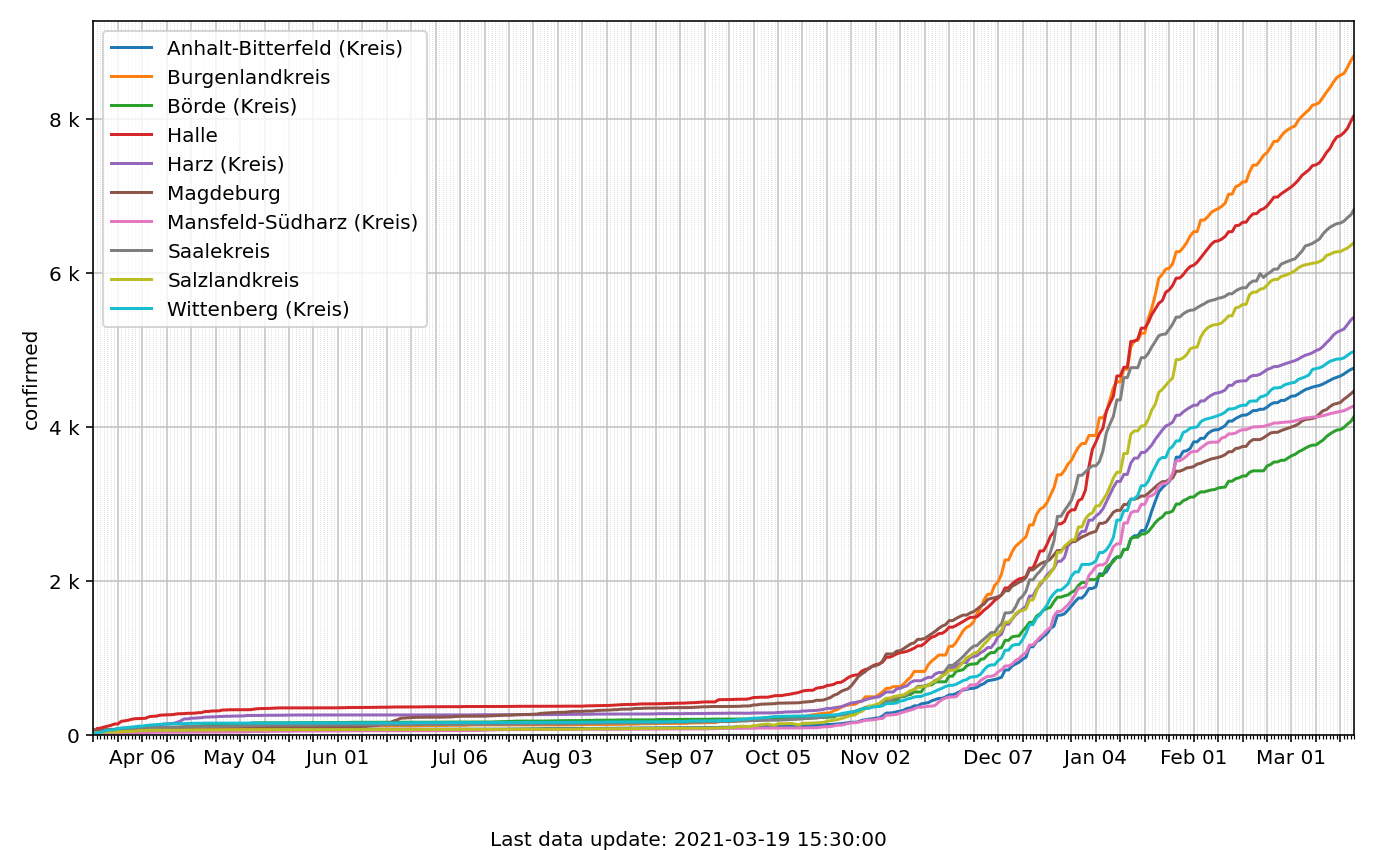 Anhalt-Bitterfeld (Kreis)
Burgenlandkreis
Börde (Kreis)
Halle
Harz (Kreis)
Magdeburg
Mansfeld-Südharz (Kreis)
Saalekreis
Salzlandkreis
Wittenberg (Kreis)
8 k
6 k
4 k
2 k
0
confirmed
Apr 06 May 04 Jun 01 Jul 06 Aug 03 Sep 07 Oct 05 Nov 02 Dec 07 Jan 04 Feb 01 Mar 01
Last data update: 2021-03-19 15:30:00